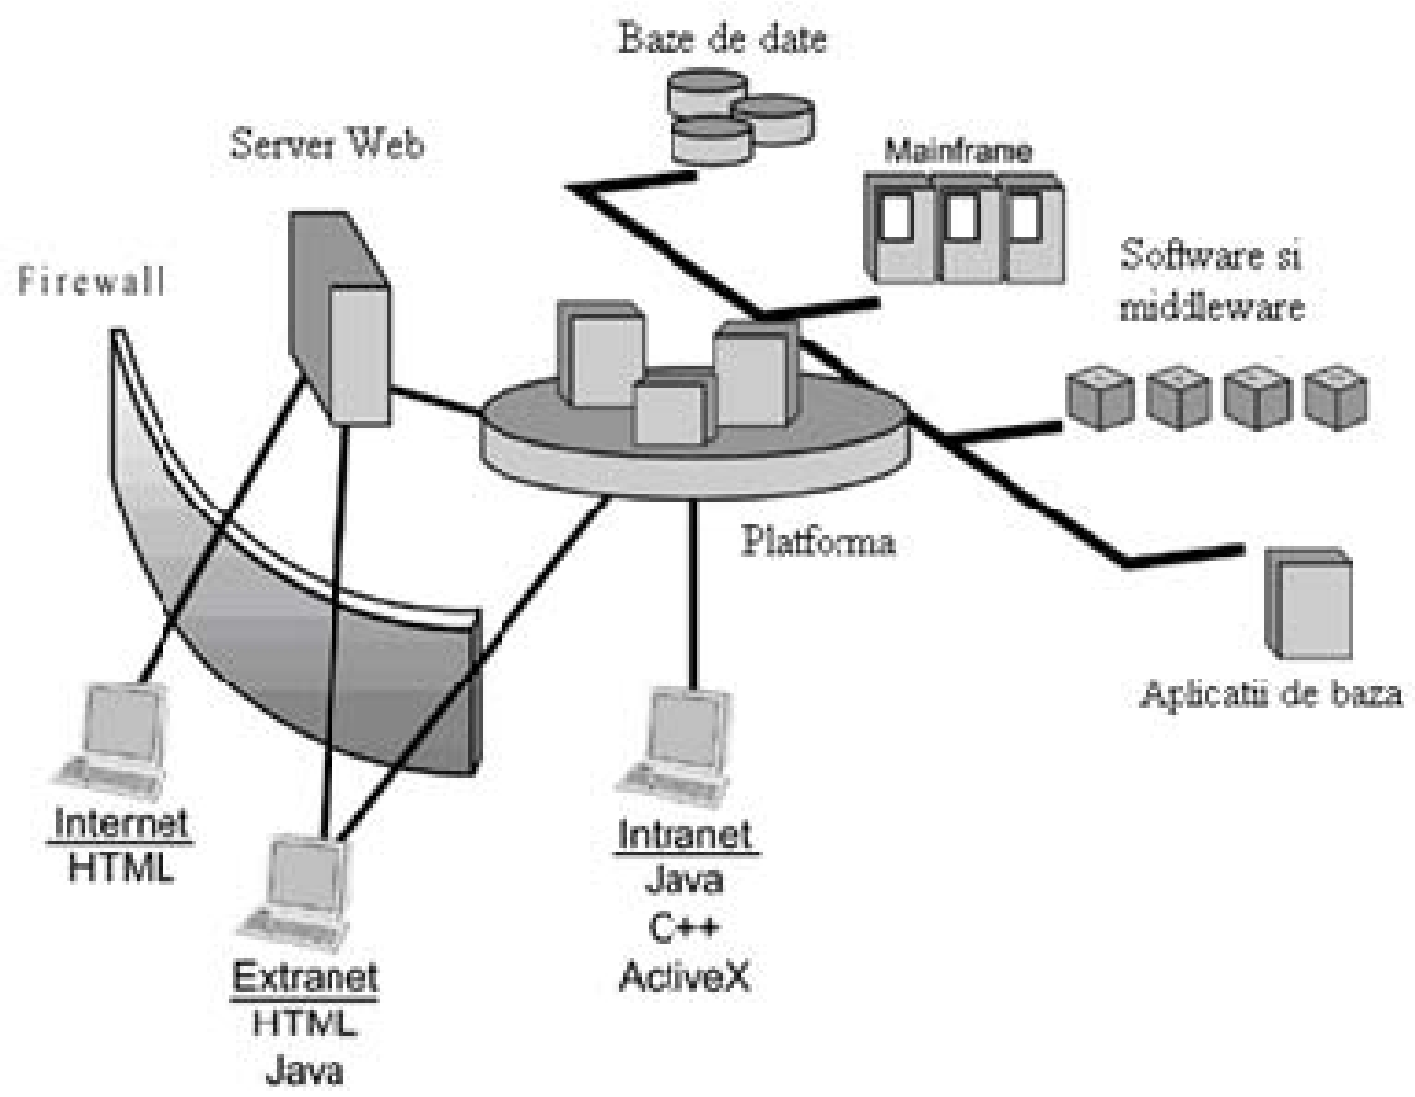 Baze de date
Server Web
Mainframe
Software si
middleware
Firewall
Platforma
Aplicatii de baza
Internet
HTML
Intranet
Java
C++
ActiveX
Extranet
HTML
Java